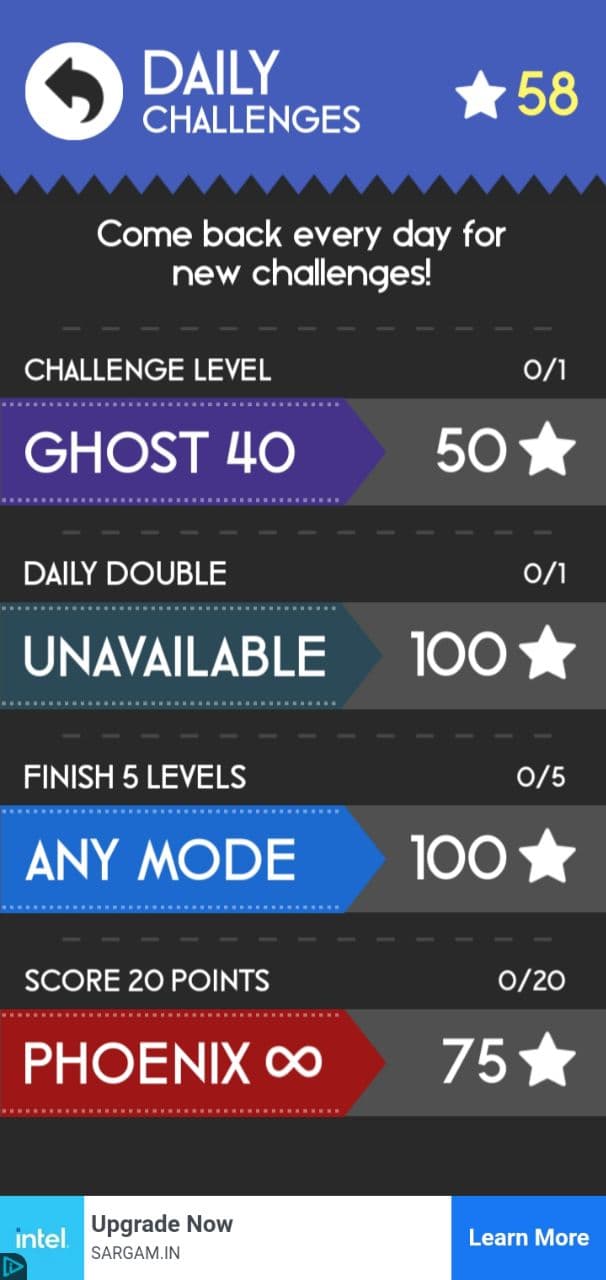 DAILY
CHALLENGES
58
Come back every day for
new challenges!
CHALLENGE LEVEL 0/1
GHOST 40 50
DAILY DOUBLE 0/1
UNAVAILABLE 100
FINISH 5 LEVELS 0/5
ANY MODE 100
SCORE 20 POINTS 0/20
PHOENIX ∞ 75
intel.
Upgrade Now
SARGAM.IN
Learn More